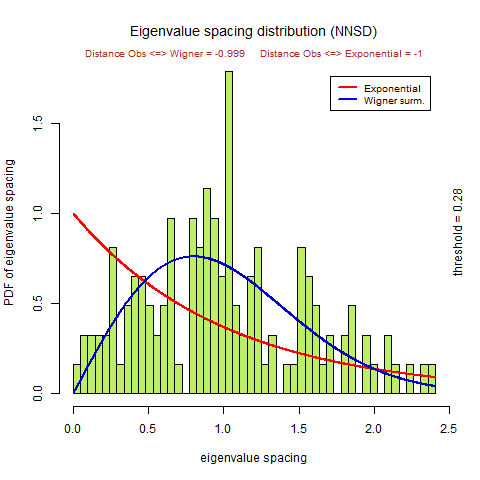 Eigenvalue spacing distribution (NNSD)
Distance Obs <=> Wigner = -0.999 Distance Obs <=> Exponential = -1
Exponential
Wigner surm.
PDF of eigenvalue spacing
1.5
1.0
0.5
0.0
threshold = 0.28
0.0 0.5 1.0 1.5 2.0 2.5
eigenvalue spacing